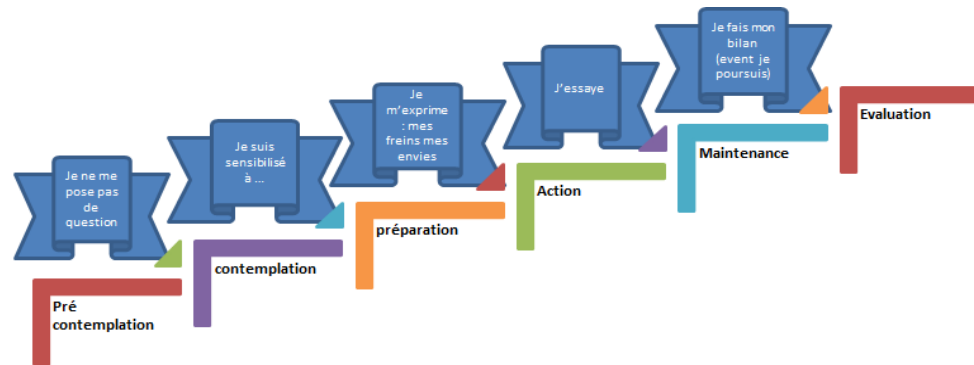 Je ne me
pose pas
de
question
Pré
contemplation
Je suis
sensibilisé
à ...
contemplation
Je
m'exprime
: mes
freins mes
envies
préparation
J'essaye
Action
Je fais mon
bilan
(event je
poursuis)
Maintenance
Evaluation